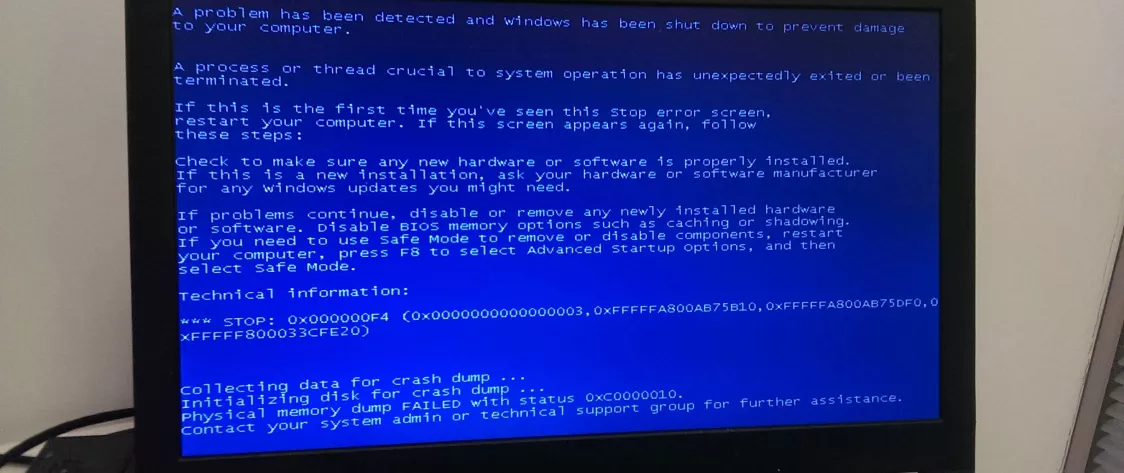 A problem has been detected and Windows has been shut down to prevent damage
to your computer.
A process or thread crucial to system operation has unexpectedly exited or been
terminated.
If this is the first time you've seen this Stop error screen,
restart your computer. If this screen appears again, follow
these steps:
Check to make sure any new hardware or software is properly installed.
If this is a new installation, ask your hardware or software manufacturer
for any Windows updates you might need.
If problems continue, disable or remove any newly installed hardware
or software. Disable BIOS memory options such as caching or shadowing.
If you need to use Safe Mode to remove or disable components, restart
your computer, press F8 to select Advanced Startup options, and then
select Safe Mode.
Technical information:
*** STOP: 0x000000F4 (0x0000000000000003,0xFFFFFA800AB75B10,0xFFFFFA800AB75DF0,0
xFFFFF800033CFE20)
Collecting data for crash dump ...
Initializing disk for crash dump ...
Physical memory dump FAILED with status 0xC0000010.
Contact your system admin or technical support group for further assistance.